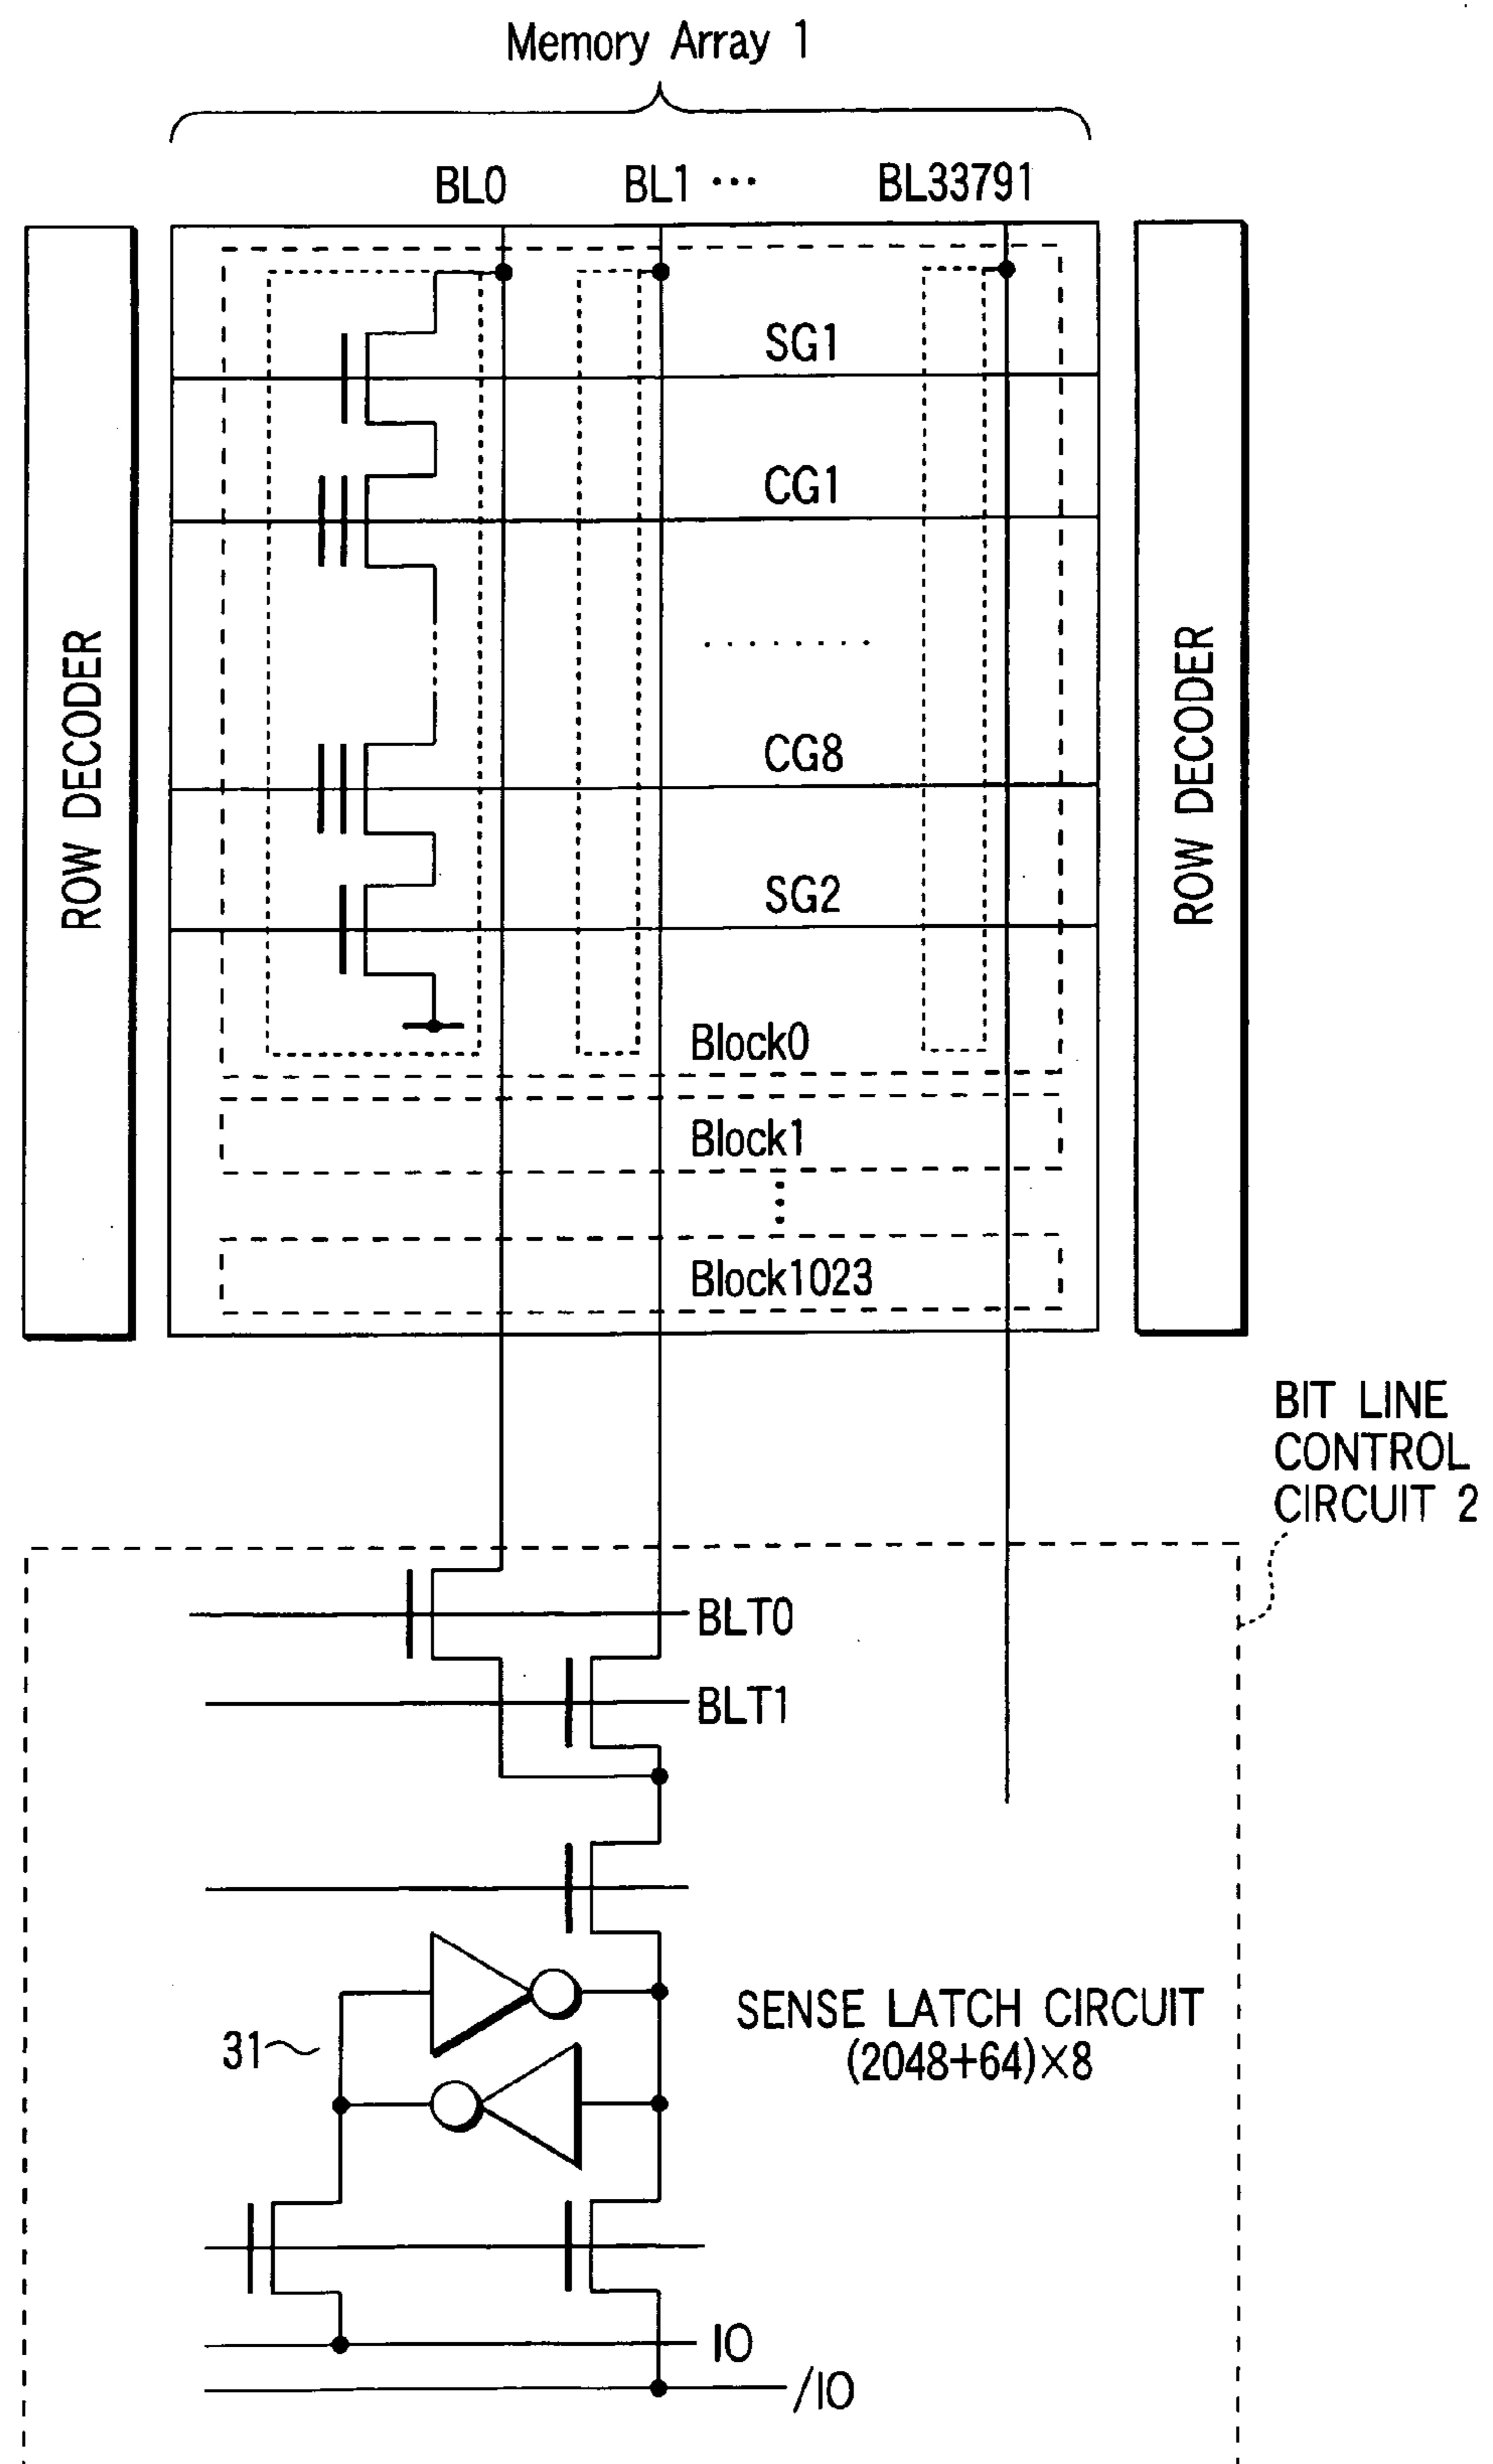 Memory Array 1
BL0 BL1 ... BL33791
ROW DECODER
SG1
CG1
........
CG8
SG2
Block0
Block1
Block1023
ROW DECODER
BIT LINE
CONTROL
CIRCUIT 2
BLT0
BLT1
SENSE LATCH CIRCUIT
(2048+64)×8
31
IO
/IO